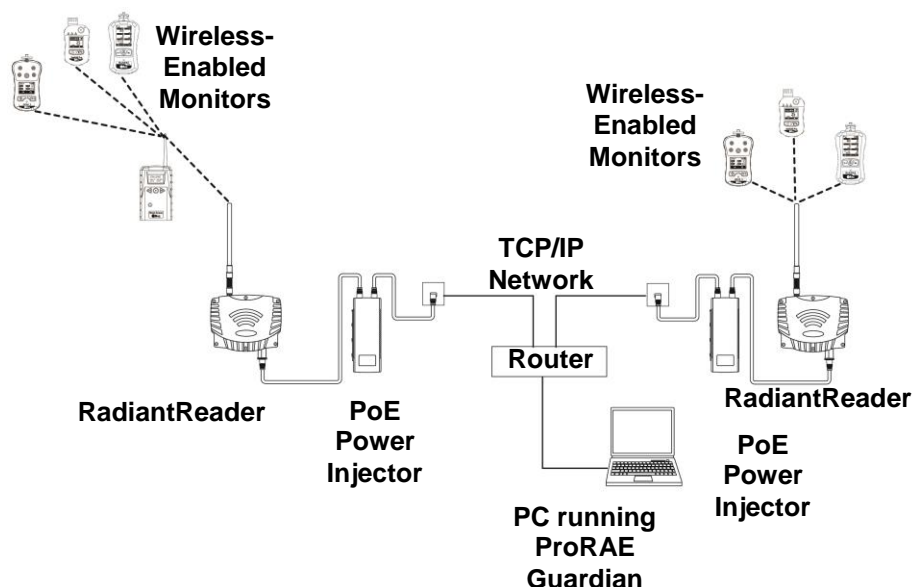 Wireless-
Enabled
Monitors
Wireless-
Enabled
Monitors
TCP/IP
Network
Router
RadiantReader
PoE
Power
Injector
RadiantReader
PoE
Power
Injector
PC running
ProRAE
Guardian